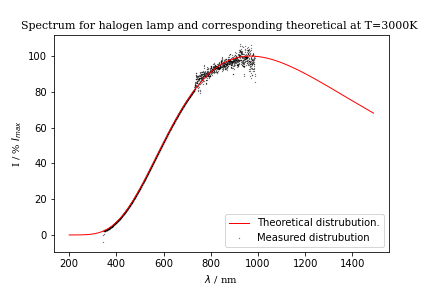 Spectrum for halogen lamp and corresponding theoretical at T=3000K
I / % I_max
100
80
60
40
20
0
Theoretical distrubution.
Measured distrubution
200 400 600 800 1000 1200 1400
λ / nm